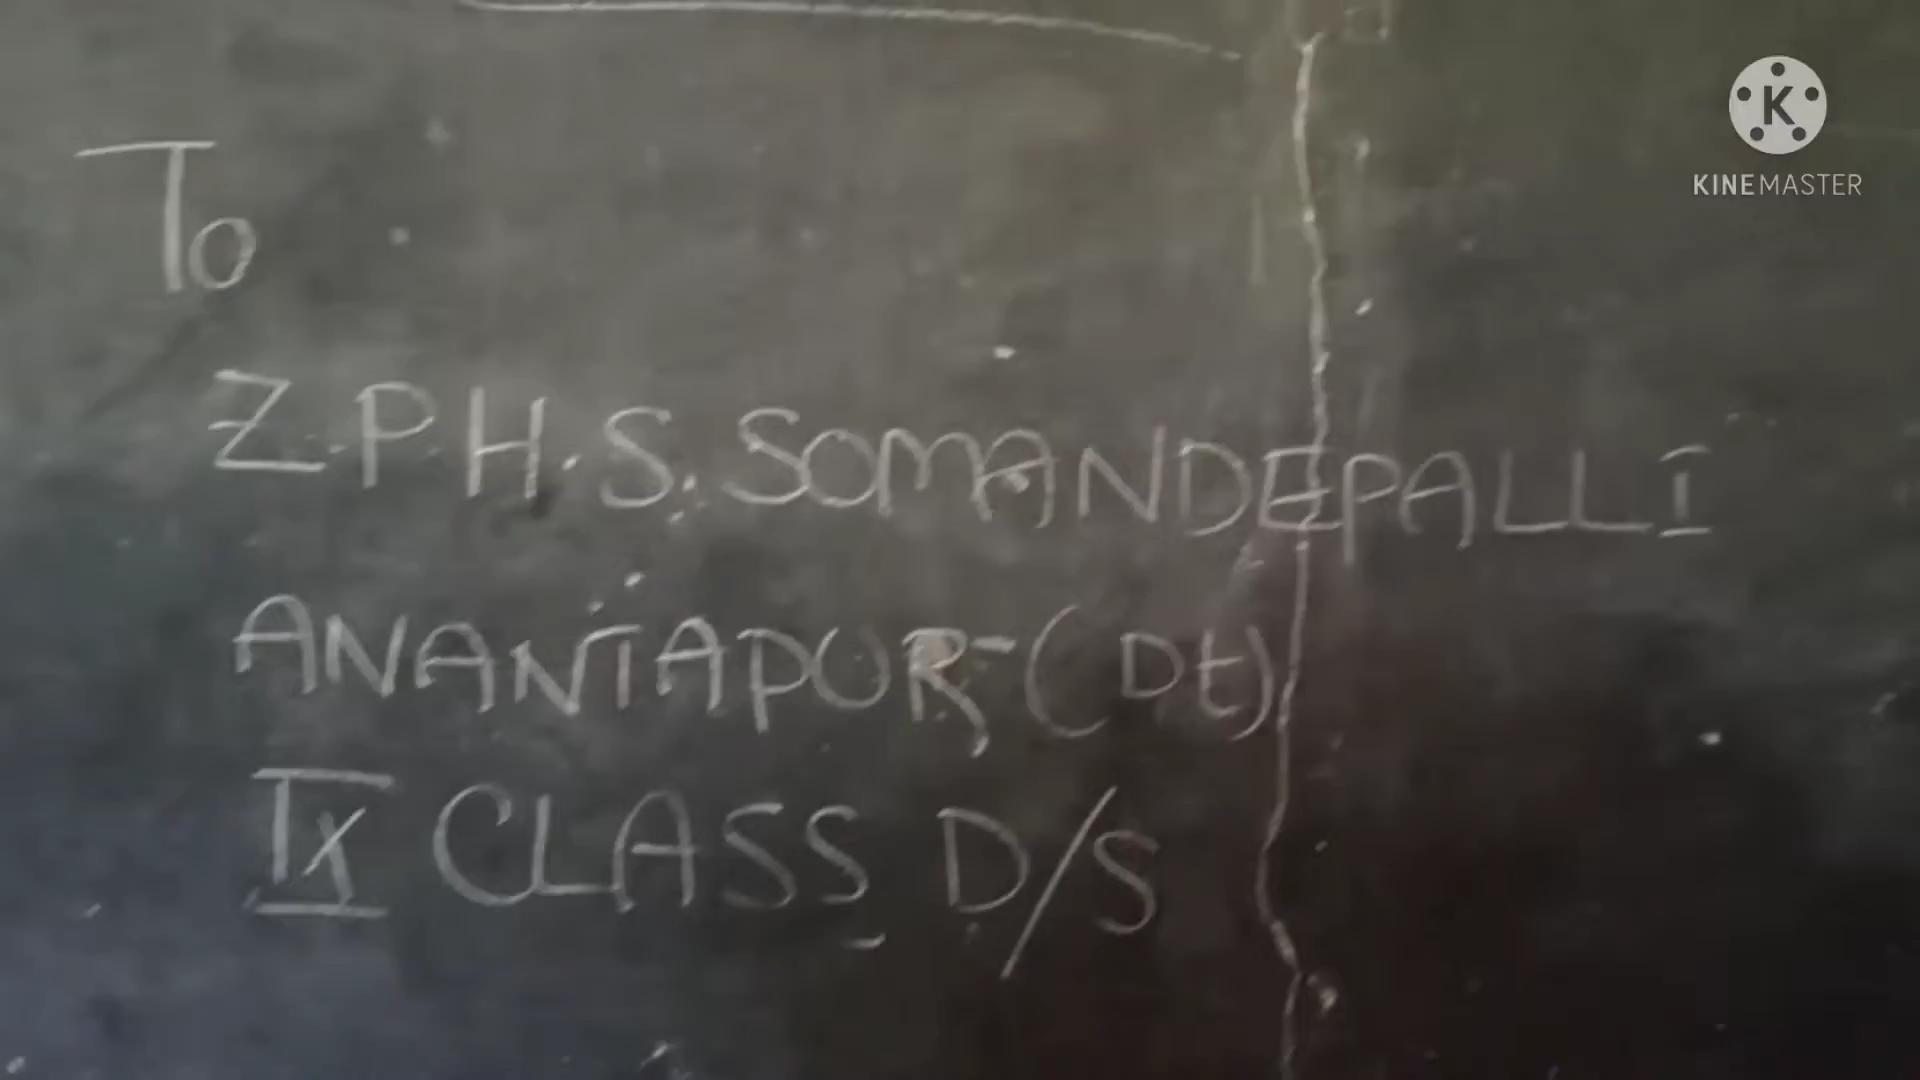 K
KINEMASTER
To
Z.P.H.S. SOMANDEPALLI
ANANTAPUR-(Dt)
IX CLASS D/S